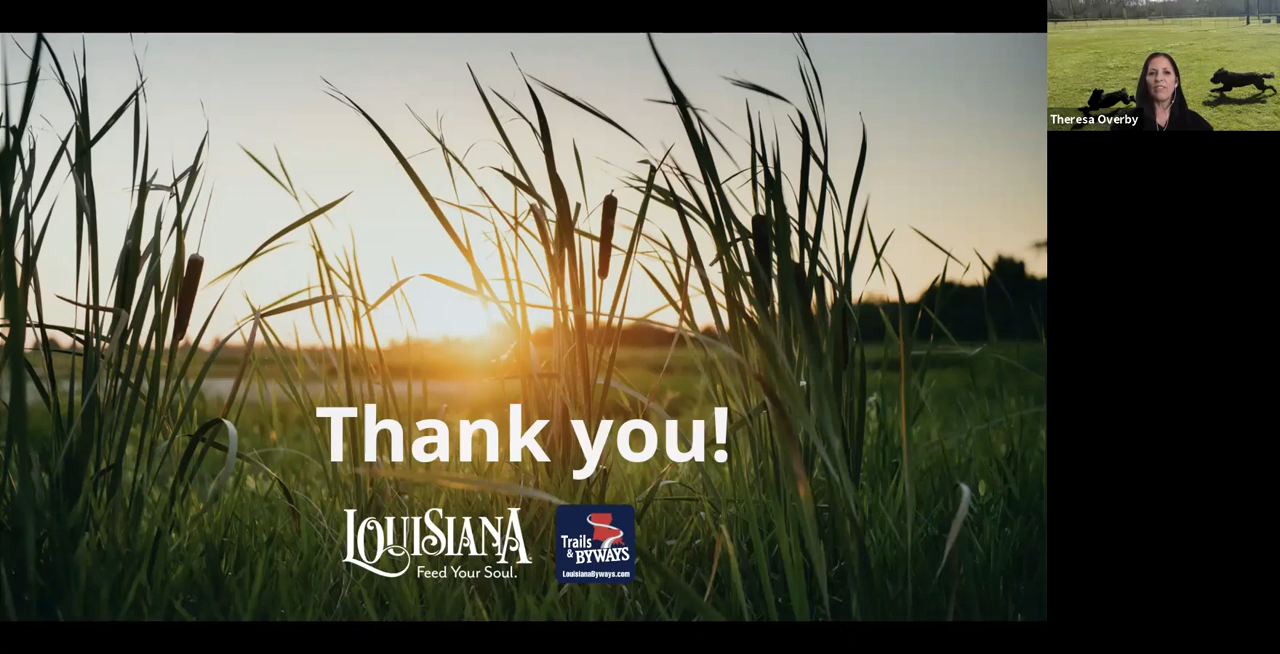 Theresa Overby
Thank you!
LOUISIANA
Feed Your Soul.
Trails
& BYWAYS
LouisianaByways.com